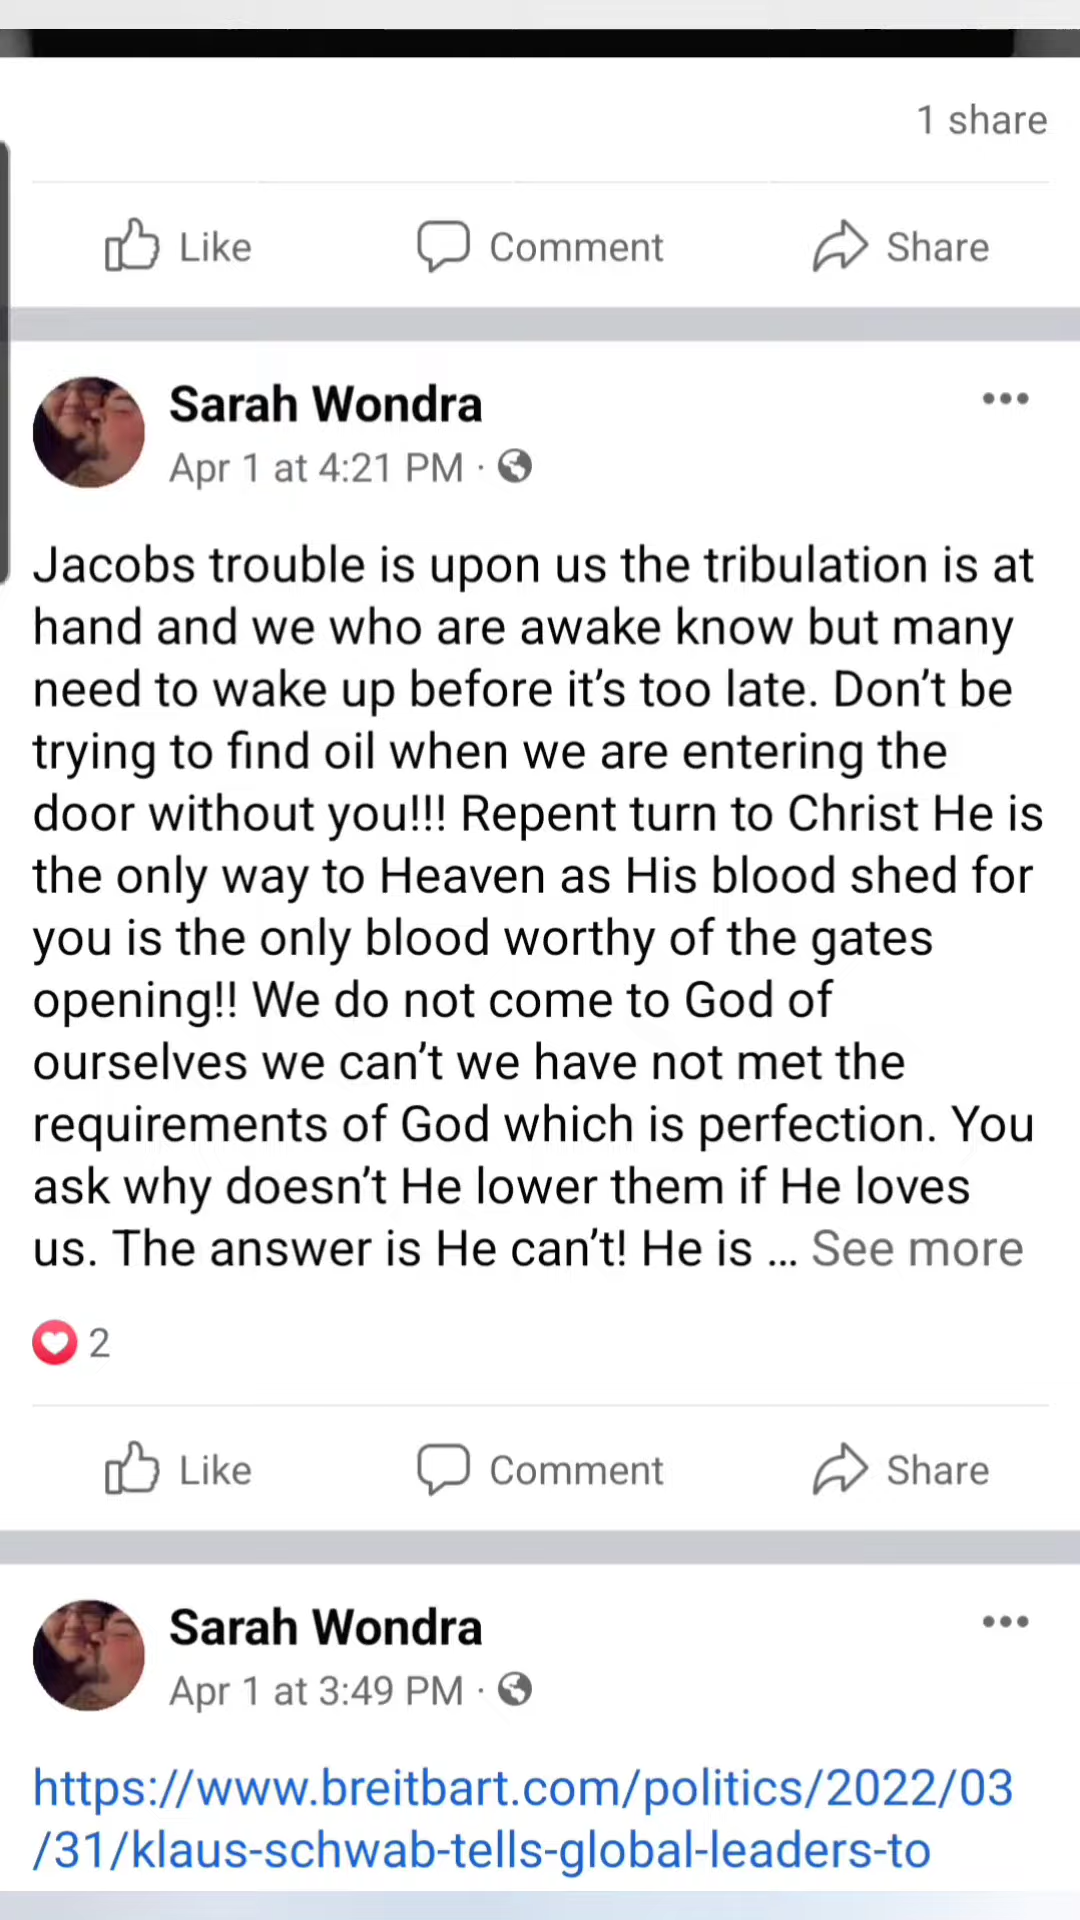 1 share
Like Comment Share
Sarah Wondra
Apr 1 at 4:21 PM ·
Jacobs trouble is upon us the tribulation is at
hand and we who are awake know but many
need to wake up before it’s too late. Don’t be
trying to find oil when we are entering the
door without you!!! Repent turn to Christ He is
the only way to Heaven as His blood shed for
you is the only blood worthy of the gates
opening!! We do not come to God of
ourselves we can’t we have not met the
requirements of God which is perfection. You
ask why doesn’t He lower them if He loves
us. The answer is He can’t! He is ... See more
2
Like Comment Share
Sarah Wondra
Apr 1 at 3:49 PM ·
https://www.breitbart.com/politics/2022/03
/31/klaus-schwab-tells-global-leaders-to